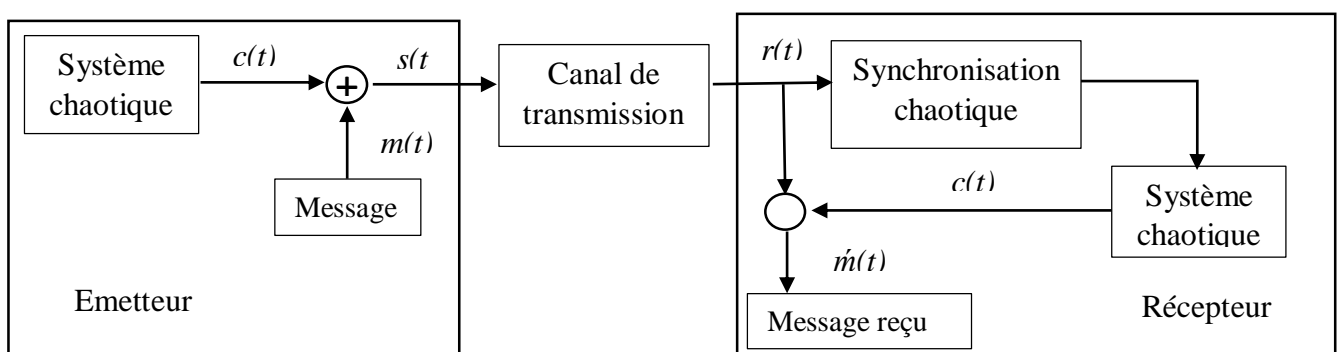 Système
chaotique
c(t)
+
s(t
m(t)
Message
Emetteur
Canal de
transmission
r(t)
Synchronisation
chaotique
c(t)
Système
chaotique
ḿ(t)
Message reçu
Récepteur